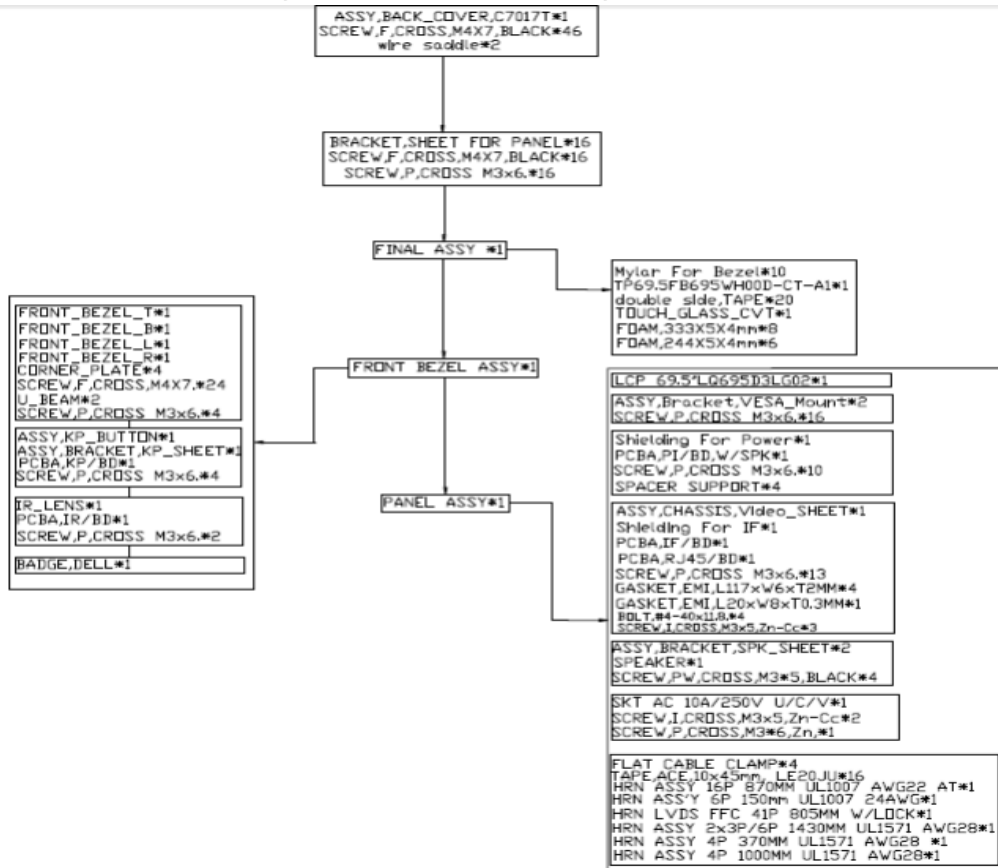 ASSY,BACK_COVER,C7017T*1
SCREW,F,CROSS,M4X7,BLACK*46
wire saddle*2
BRACKET,SHEET FOR PANEL*16
SCREW,F,CROSS,M4X7,BLACK*16
SCREW,P,CROSS M3x6.*16
FINAL ASSY *1
Mylar For Bezel*10
TP69.5FB695WH00D-CT-A1*1
double side,TAPE*20
TOUCH_GLASS_CVT*1
FOAM,333X5X4mm*8
FOAM,244X5X4mm*6
FRONT_BEZEL_T*1
FRONT_BEZEL_B*1
FRONT_BEZEL_L*1
FRONT_BEZEL_R*1
CORNER_PLATE*4
SCREW,F,CROSS,M4X7.*24
U_BEAM*2
SCREW,P,CROSS M3x6.*4
ASSY,KP_BUTTON*1
ASSY,BRACKET,KP_SHEET*1
PCBA,KP/BD*1
SCREW,P,CROSS M3x6.*4
IR_LENS*1
PCBA,IR/BD*1
SCREW,P,CROSS M3x6.*2
BADGE,DELL*1
FRONT BEZEL ASSY*1
PANEL ASSY*1
LCP 69.5"LQ695D3LG02*1
ASSY,Bracket,VESA_Mount*2
SCREW,P,CROSS M3x6.*16
Shielding For Power*1
PCBA,PI/BD,W/SPK*1
SCREW,P,CROSS M3x6.*10
SPACER SUPPORT*4
ASSY,CHASSIS,Video_SHEET*1
Shielding For IF*1
PCBA,IF/BD*1
PCBA,RJ45/BD*1
SCREW,P,CROSS M3x6.*13
GASKET,EMI,L117xW6xT2MM*4
GASKET,EMI,L20xW8xT0.3MM*1
BOLT,#4-40x11.8,*4
SCREW,I,CROSS,M3x5,Zn-Cc*3
ASSY,BRACKET,SPK_SHEET*2
SPEAKER*1
SCREW,PW,CROSS,M3*5,BLACK*4
SKT AC 10A/250V U/C/V*1
SCREW,I,CROSS,M3x5,Zn-Cc*2
SCREW,P,CROSS,M3*6,Zn,*1
FLAT CABLE CLAMP*4
TAPE,ACE,10x45mm, LE20JU*16
HRN ASSY 16P 870MM UL1007 AWG22 AT*1
HRN ASS'Y 6P 150mm UL1007 24AWG*1
HRN LVDS FFC 41P 805MM W/LOCK*1
HRN ASSY 2x3P/6P 1430MM UL1571 AWG28*1
HRN ASSY 4P 370MM UL1571 AWG28 *1
HRN ASSY 4P 1000MM UL1571 AWG28*1